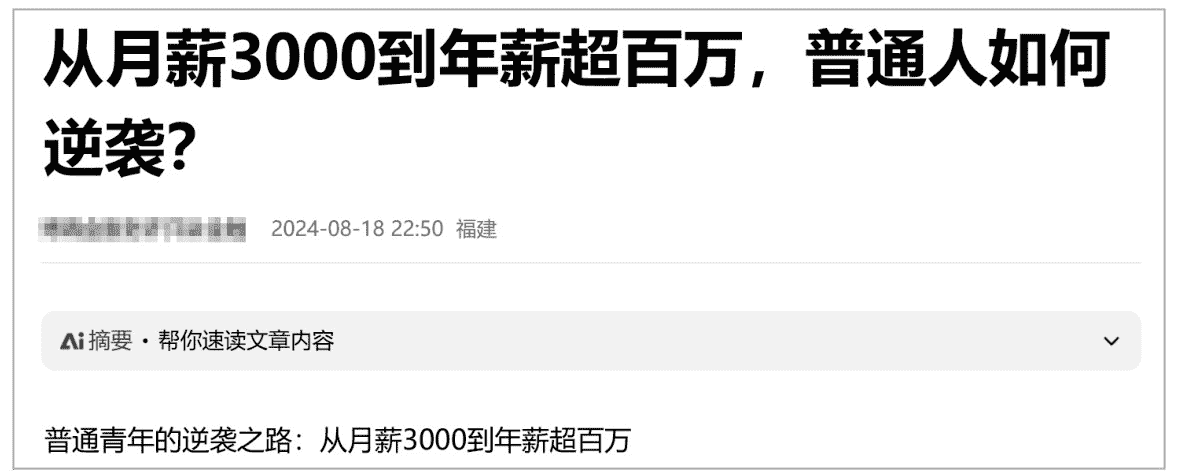 从月薪3000到年薪超百万，普通人如何
逆袭？
2024-08-18 22:50 福建
Ai摘要·帮你速读文章内容
普通青年的逆袭之路：从月薪3000到年薪超百万